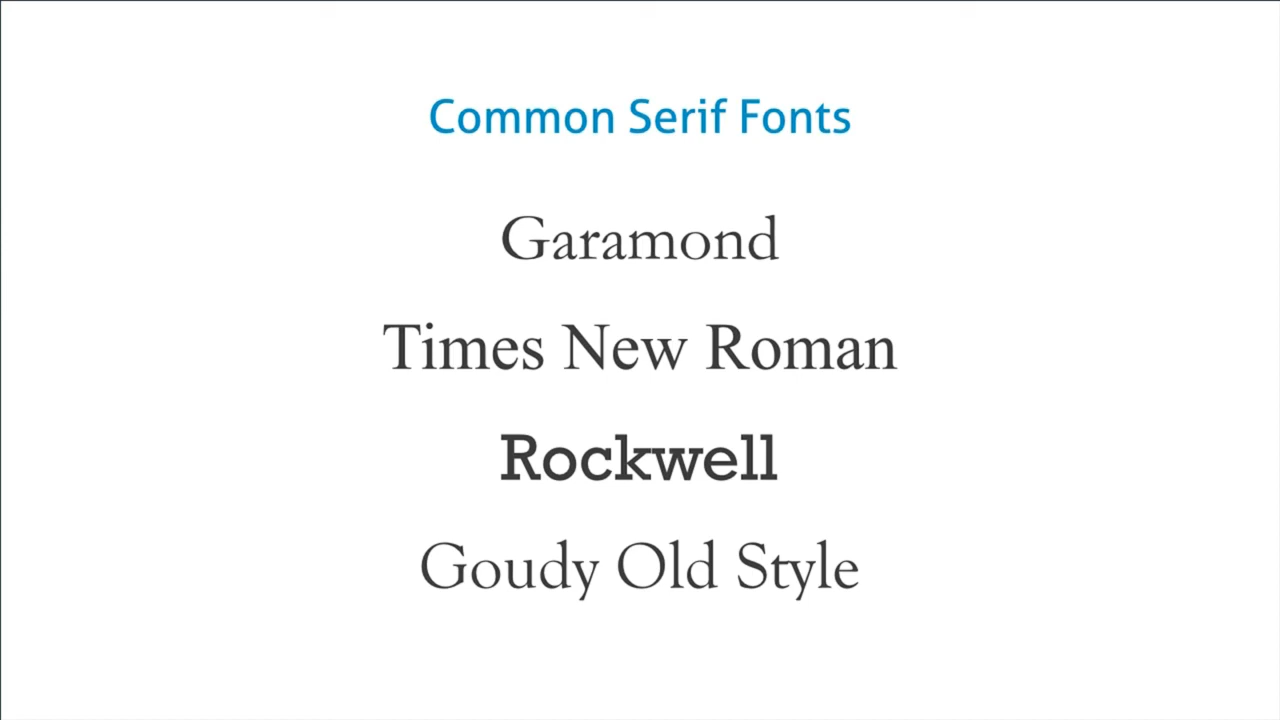 Common Serif Fonts
Garamond
Times New Roman
Rockwell
Goudy Old Style